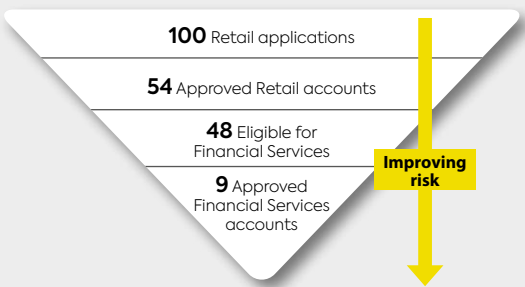 100 Retail applications
54 Approved Retail accounts
48 Eligible for
Financial Services
9 Approved
Financial Services
accounts
Improving
risk